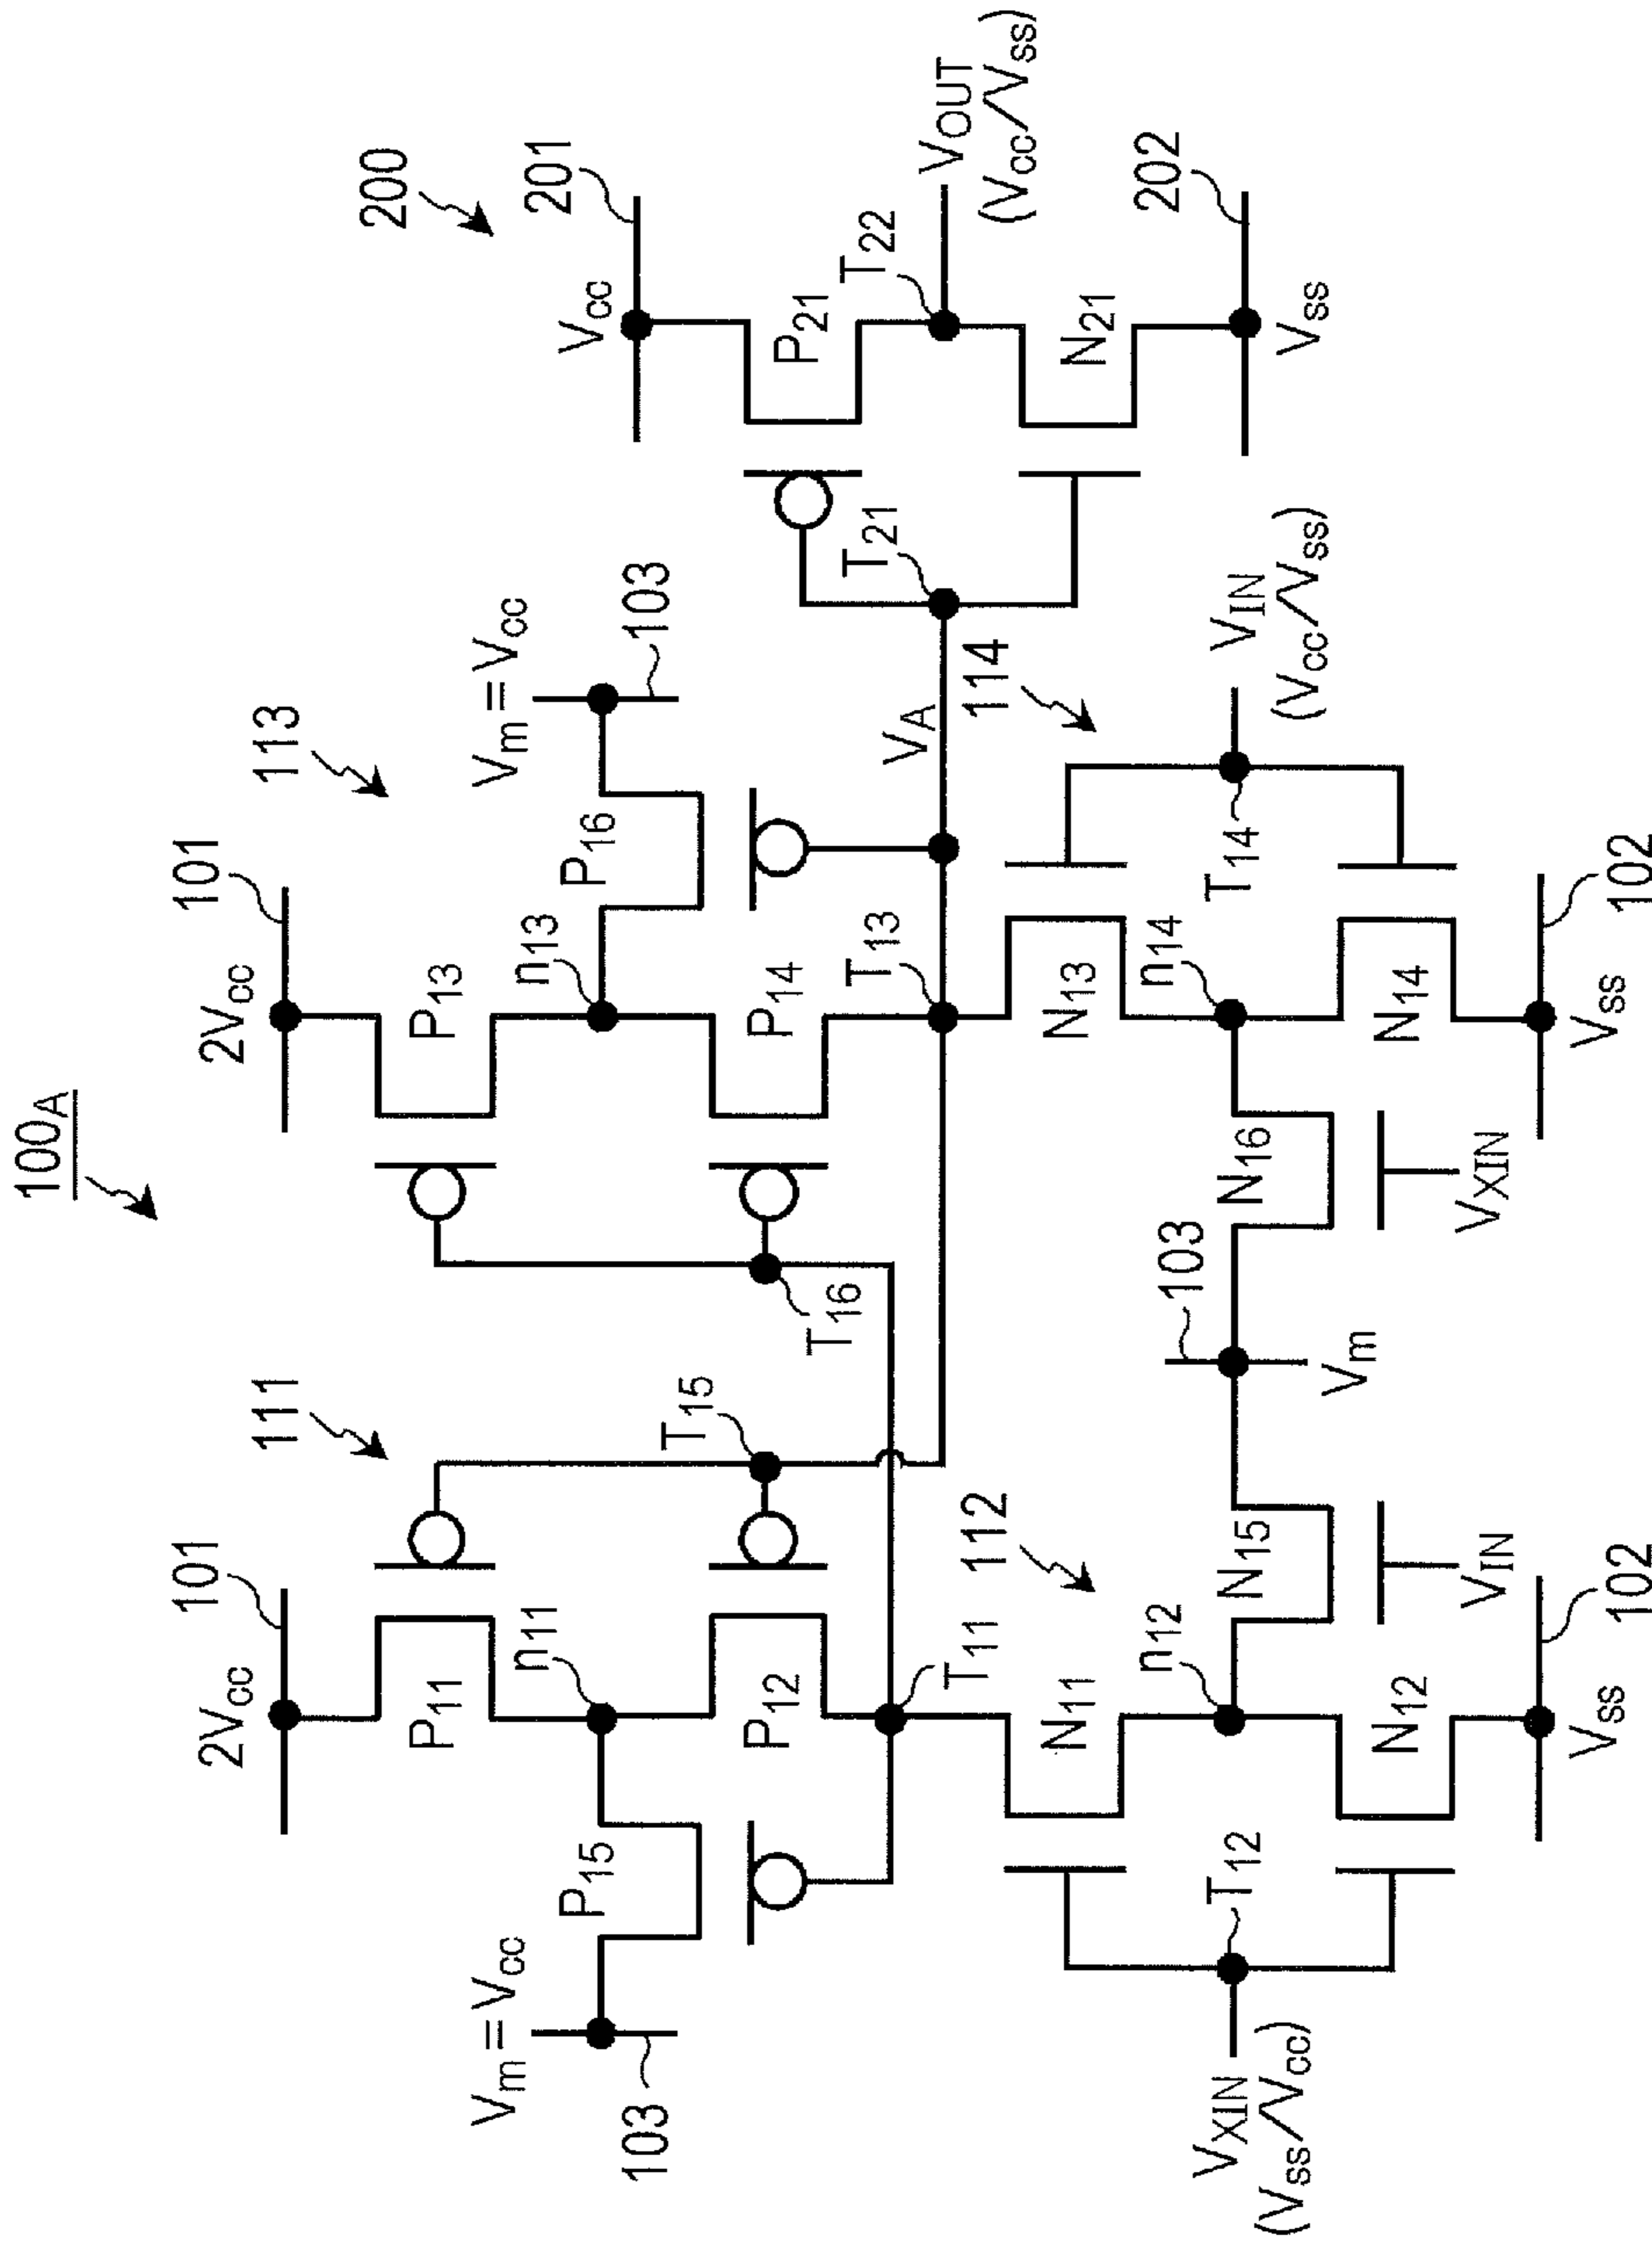 100A
200
111
113
101
101
2Vcc
2Vcc
Vcc
201
P11
P13
Vm=Vcc
Vm=Vcc
103
103
n11
n13
P15
P16
P21
T15
T16
P12
P14
T21
T22
VOUT
(Vcc/Vss)
VA
T11
T13
112
114
N11
N13
N21
103
202
n12
n14
VXIN
(Vss/Vcc)
T12
N15
N16
T14
VIN
(Vcc/Vss)
Vss
Vm
N12
N14
VIN
VXIN
102
102
Vss
Vss